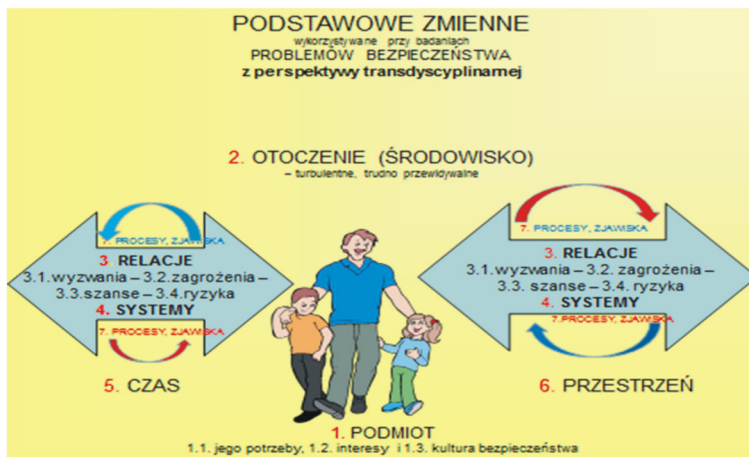 PODSTAWOWE ZMIENNE
wykorzystywane przy badaniach
PROBLEMÓW BEZPIECZEŃSTWA
z perspektywy transdyscyplinarnej
2. OTOCZENIE (ŚRODOWISKO)
– turbulentne, trudno przewidywalne
7. PROCESY, ZJAWISKA
3 RELACJE
3.1.wyzwania – 3.2. zagrożenia –
3.3.szanse – 3.4. ryzyka
4. SYSTEMY
7. PROCESY, ZJAWISKA
5. CZAS
7. PROCESY, ZJAWISKA
3. RELACJE
3.1. wyzwania – 3.2. zagrożenia –
3.3. szanse – 3.4. ryzyka
4. SYSTEMY
7.PROCESY, ZJAWISKA
6. PRZESTRZEŃ
1. PODMIOT
1.1. jego potrzeby, 1.2. interesy i 1.3. kultura bezpieczeństwa